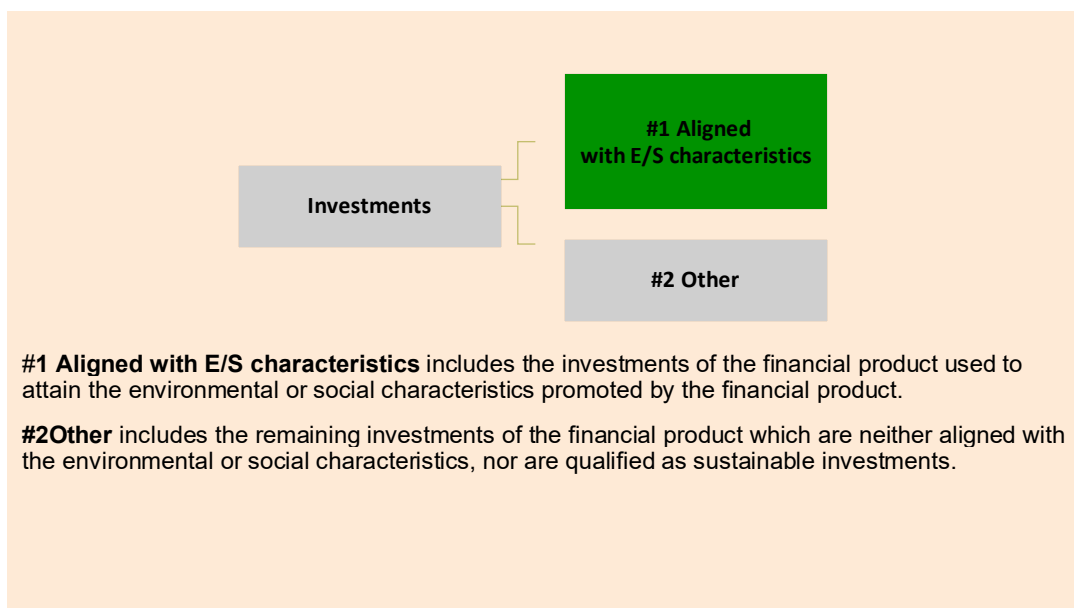 #1 Aligned
with E/S characteristics
Investments
#2 Other
#1 Aligned with E/S characteristics includes the investments of the financial product used to
attain the environmental or social characteristics promoted by the financial product.
#2Other includes the remaining investments of the financial product which are neither aligned with
the environmental or social characteristics, nor are qualified as sustainable investments.